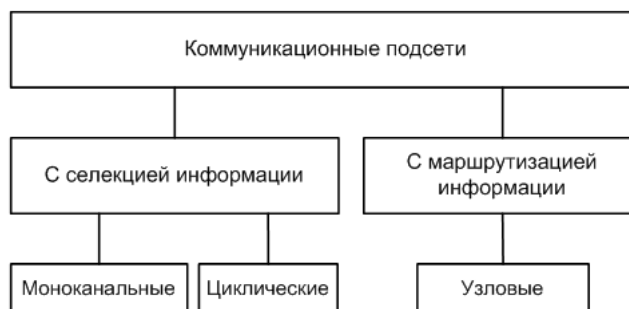 Коммуникационные подсети
С селекцией информации
С маршрутизацией
информации
Моноканальные
Циклические
Узловые